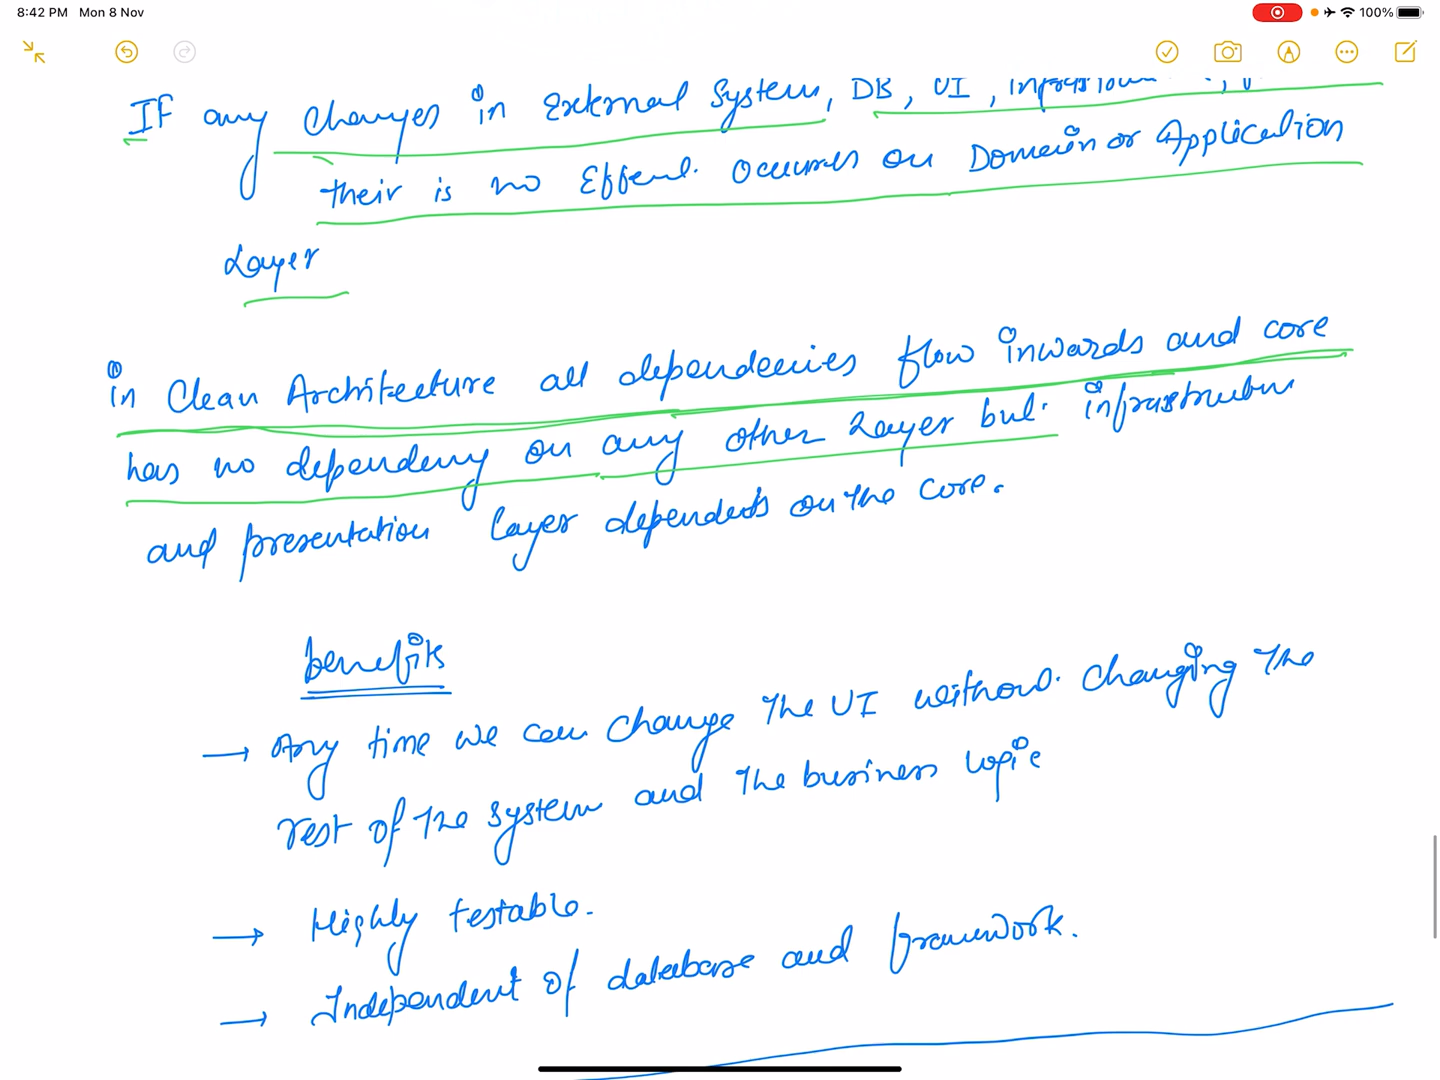 8:42 PM Mon 8 Nov
100%
If any changes in External System, DB, UI,
their is no Effect. Occurres on Domain or Application
Layer
in Clean Architecture all dependencies flow inwards and core
has no dependency on any other Layer but infrastructure
and presentation layer depends on the core.
benefits
→ Any time we can change The UI without changing The
rest of The system and The business logic
→ Highly testable.
→ Independent of database and framework.